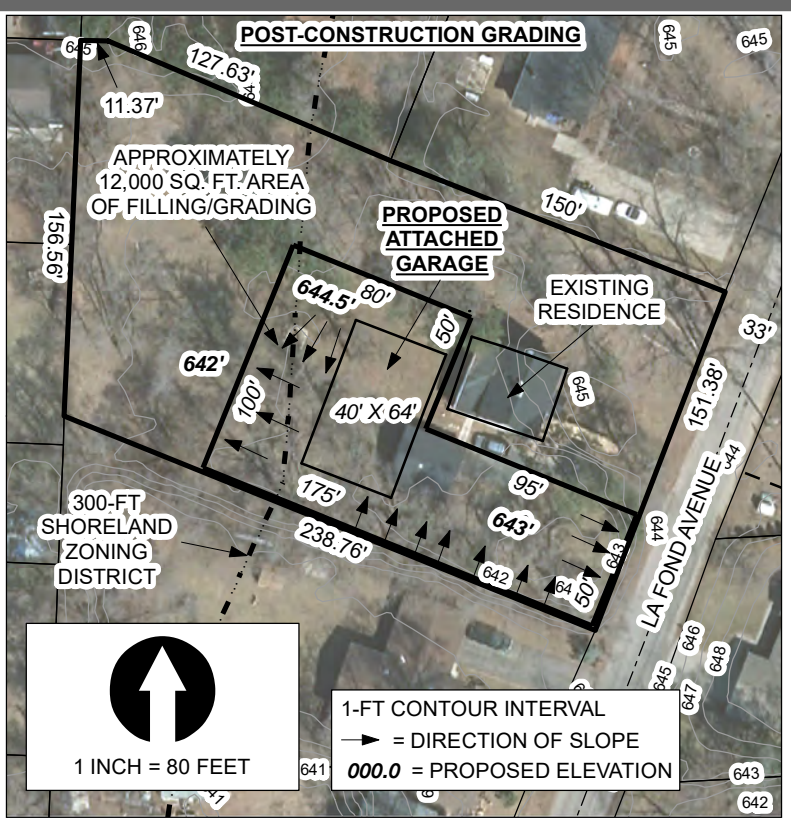 POST-CONSTRUCTION GRADING
645
646
645
645
127.63'
64
11.37'
APPROXIMATELY
12,000 SQ. FT. AREA
OF FILLING/GRADING
150'
PROPOSED
ATTACHED
GARAGE
156.56'
EXISTING
RESIDENCE
644.5'
80'
50'
33'
642'
100'
40' X 64'
645
151.38'
175'
95'
644
300-FT
SHORELAND
ZONING
DISTRICT
238.76'
643'
644
643
642
64
50'
LA FOND AVENUE
646
648
645
647
1 INCH = 80 FEET
1-FT CONTOUR INTERVAL
= DIRECTION OF SLOPE
000.0 = PROPOSED ELEVATION
641
643
642